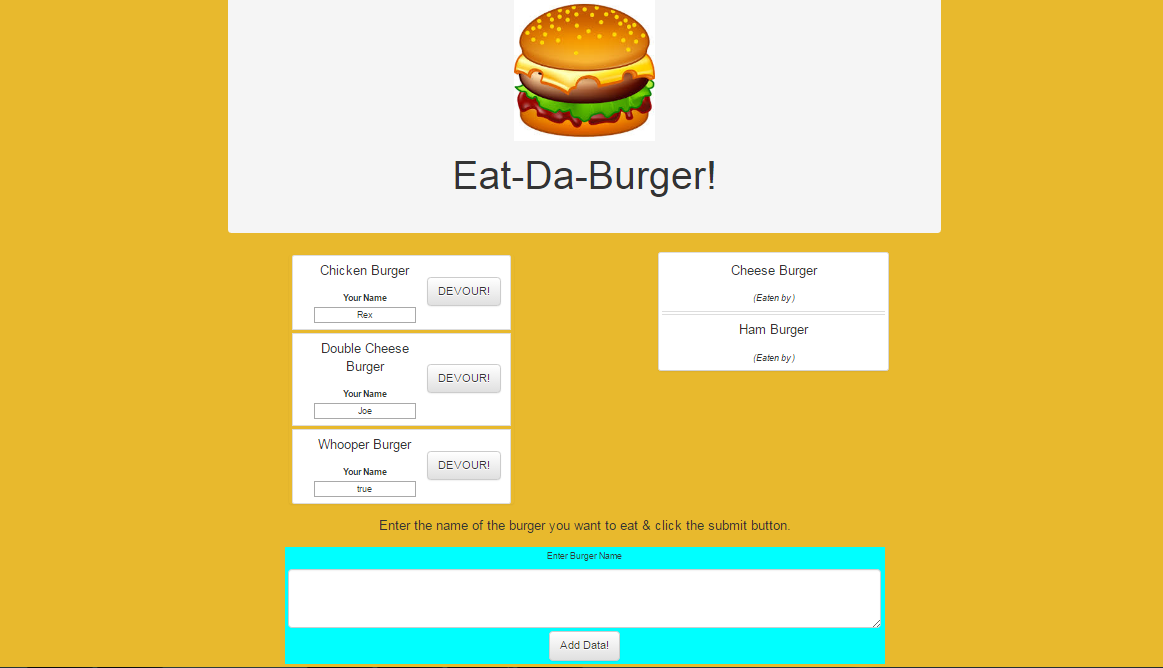 Eat-Da-Burger!
Chicken Burger
Your Name
Rex
DEVOUR!
Double Cheese
Burger
Your Name
Joe
DEVOUR!
Whooper Burger
Your Name
true
DEVOUR!
Cheese Burger
(Eaten by )
Ham Burger
(Eaten by )
Enter the name of the burger you want to eat & click the submit button.
Enter Burger Name
Add Data!